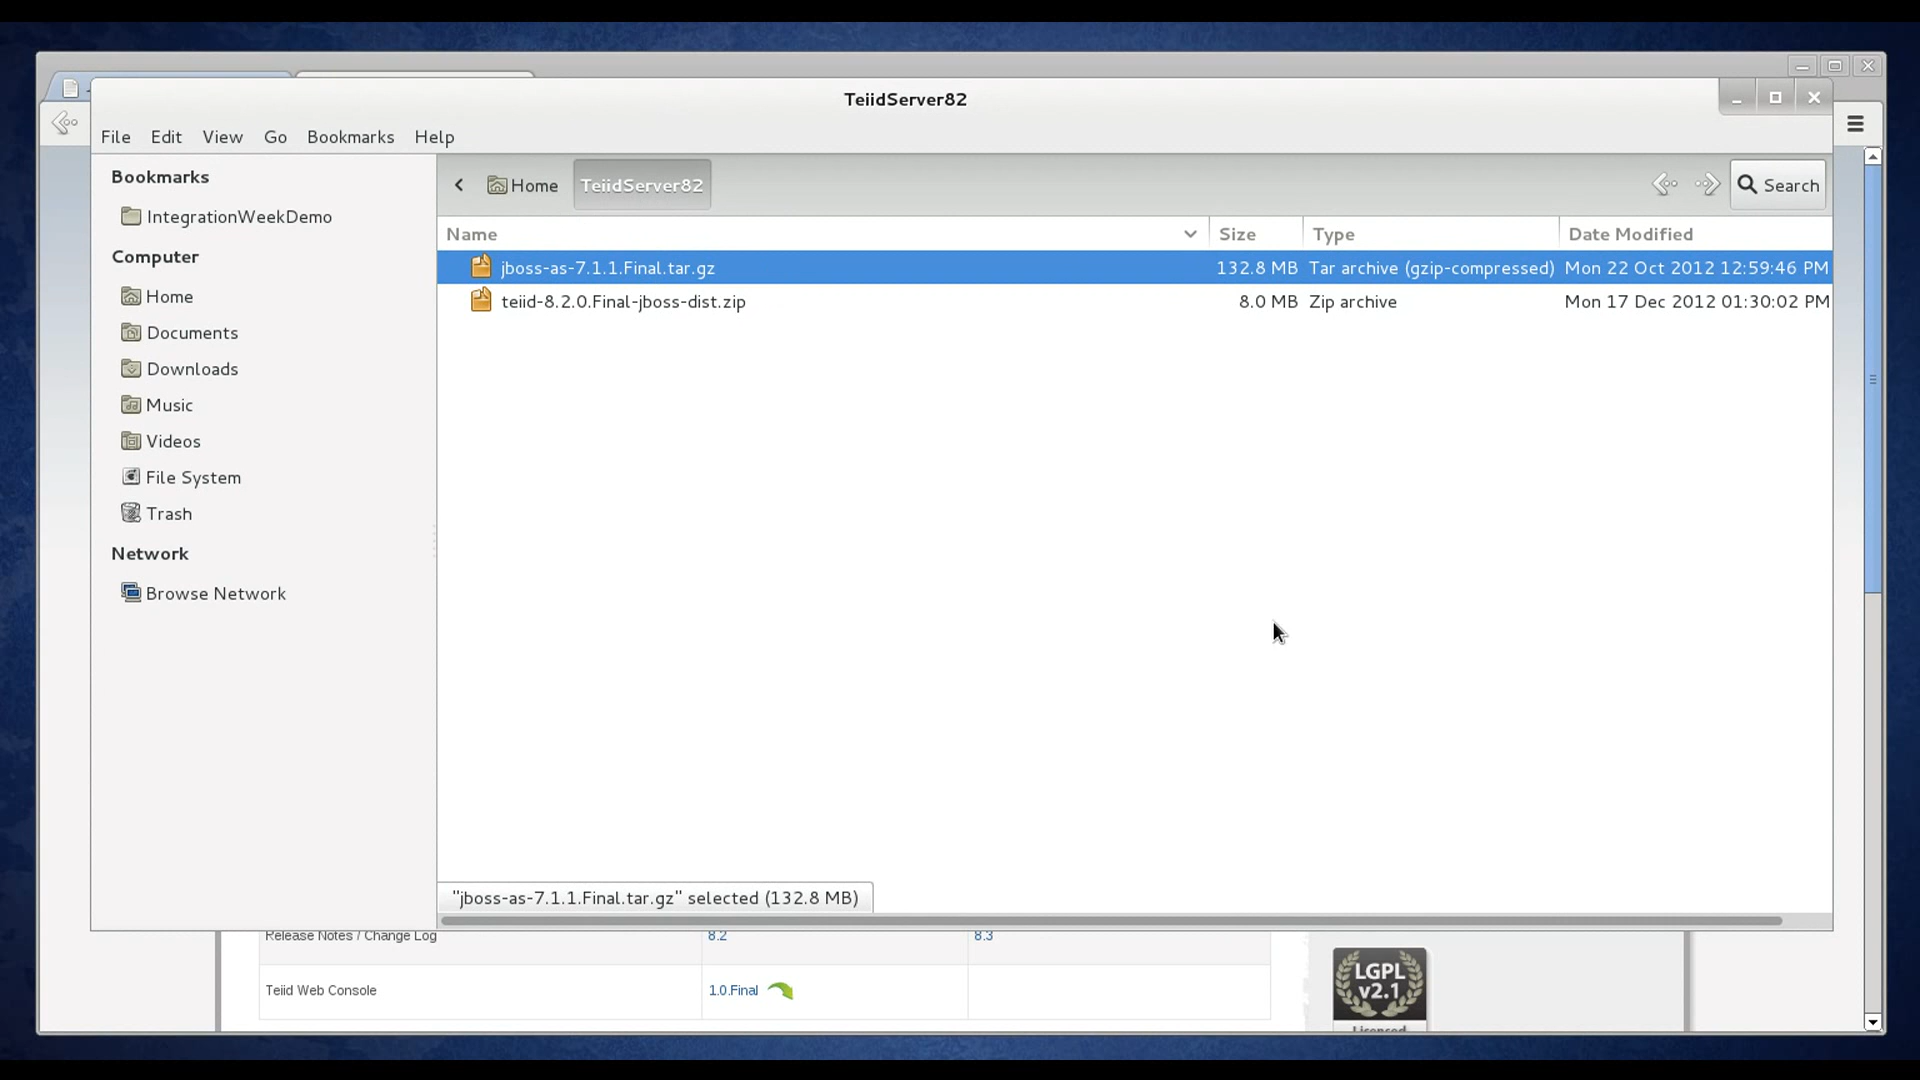 TeiidServer82
File Edit View Go Bookmarks Help
Bookmarks
IntegrationWeekDemo
Computer
Home
Documents
Downloads
Music
Videos
File System
Trash
Network
Browse Network
Home TeiidServer82 Search
Name Size Type Date Modified
jboss-as-7.1.1.Final.tar.gz 132.8 MB Tar archive (gzip-compressed) Mon 22 Oct 2012 12:59:46 PM
teiid-8.2.0.Final-jboss-dist.zip 8.0 MB Zip archive Mon 17 Dec 2012 01:30:02 PM
"jboss-as-7.1.1.Final.tar.gz" selected (132.8 MB)
Release Notes / Change Log 8.2 8.3
Teiid Web Console 1.0.Final
LGPL
v2.1
Licensed